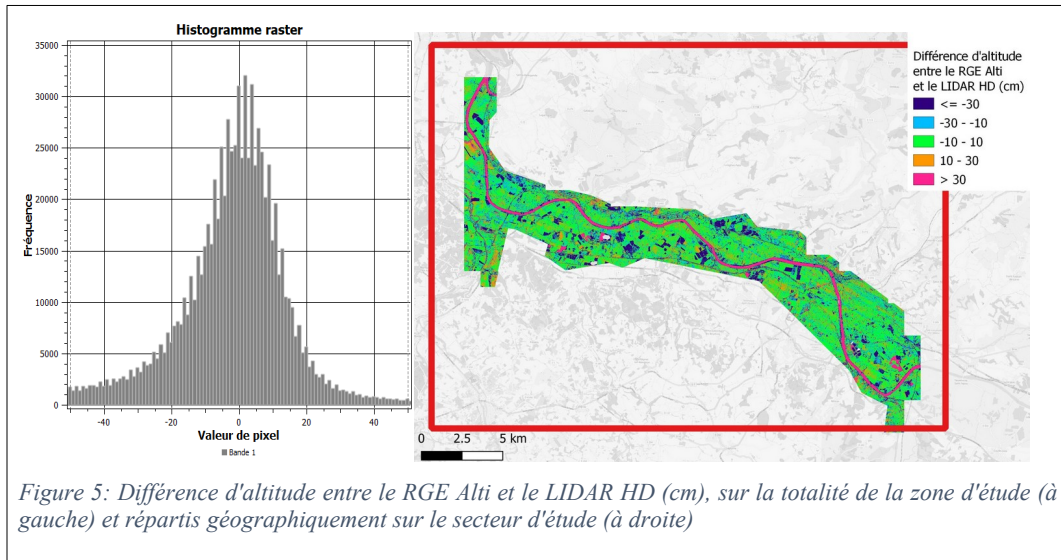 Histogramme raster
35000
30000
25000
20000
15000
10000
5000
0
Fréquence
-40
-20
0
20
40
Valeur de pixel
Bande 1
Différence d'altitude
entre le RGE Alti
et le LIDAR HD (cm)
<= -30
-30 - -10
-10 - 10
10 - 30
> 30
0 2.5 5 km
Figure 5: Différence d'altitude entre le RGE Alti et le LIDAR HD (cm), sur la totalité de la zone d'étude (à
gauche) et répartis géographiquement sur le secteur d'étude (à droite)